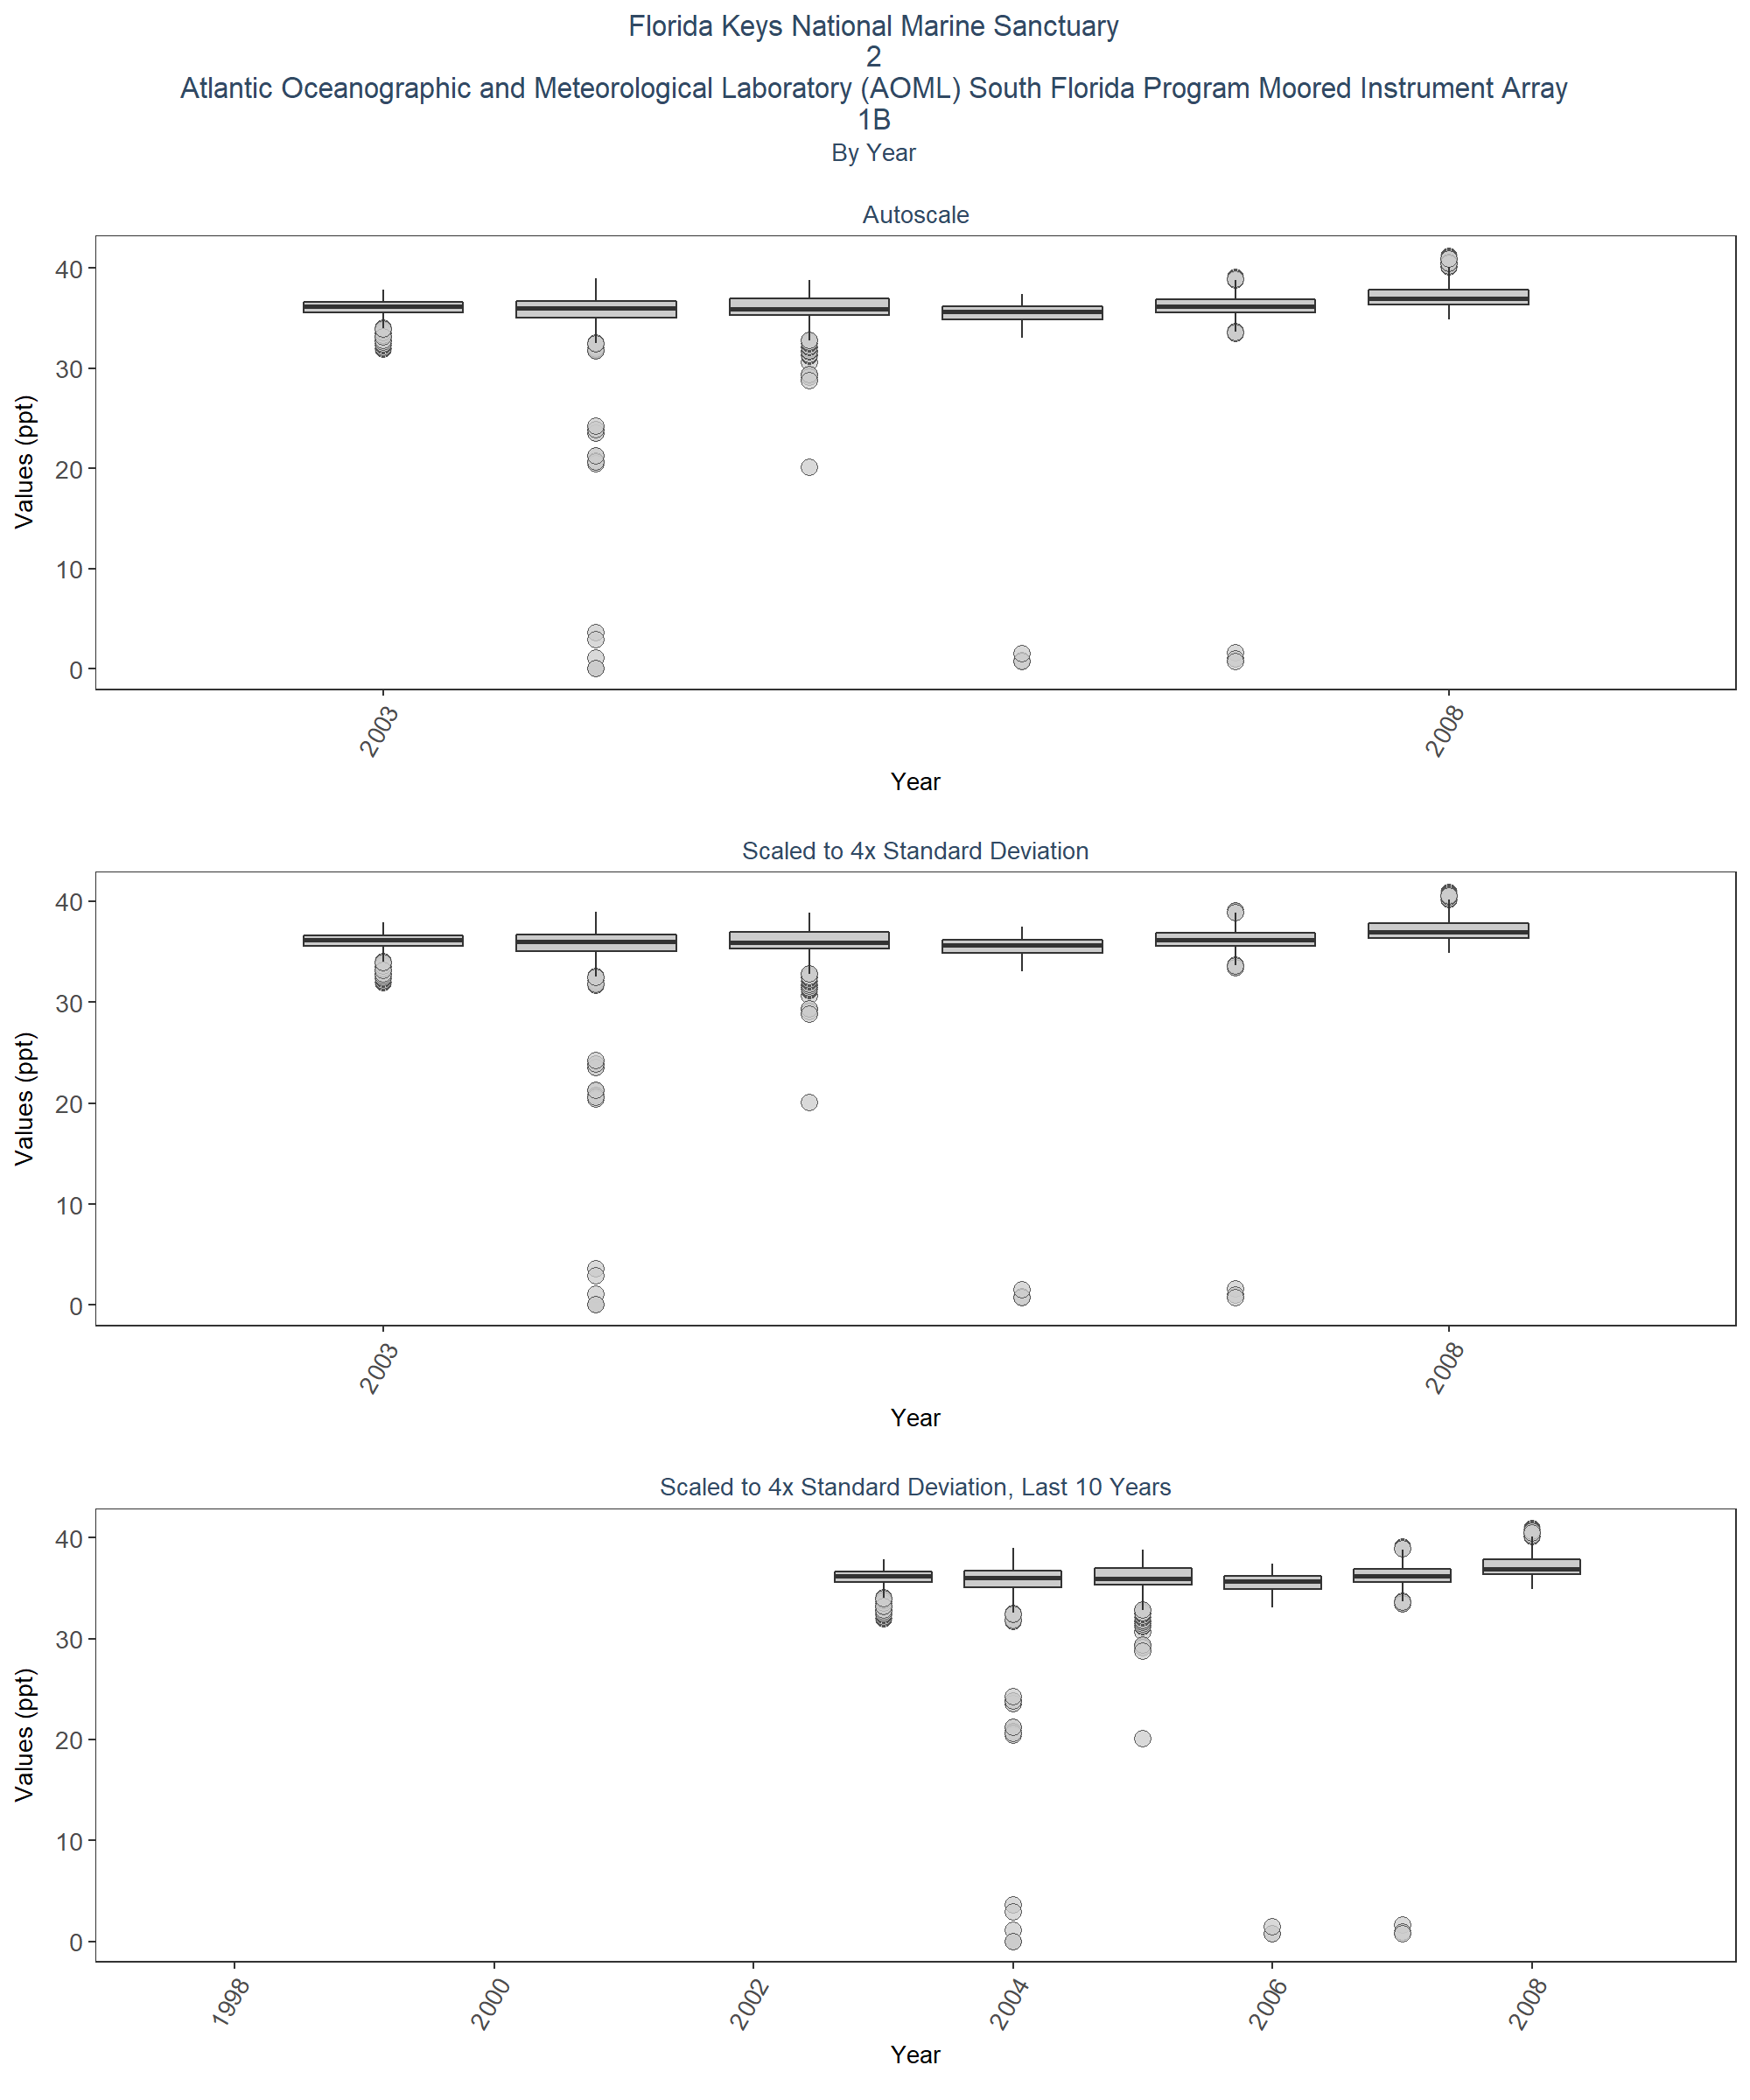 Florida Keys National Marine Sanctuary
2
Atlantic Oceanographic and Meteorological Laboratory (AOML) South Florida Program Moored Instrument Array
1B
By Year
Autoscale
Values (ppt)
40
30
20
10
0
2003
2008
Year
Scaled to 4x Standard Deviation
Values (ppt)
40
30
20
10
0
2003
2008
Year
Scaled to 4x Standard Deviation, Last 10 Years
Values (ppt)
40
30
20
10
0
1998
2000
2002
2004
2006
2008
Year